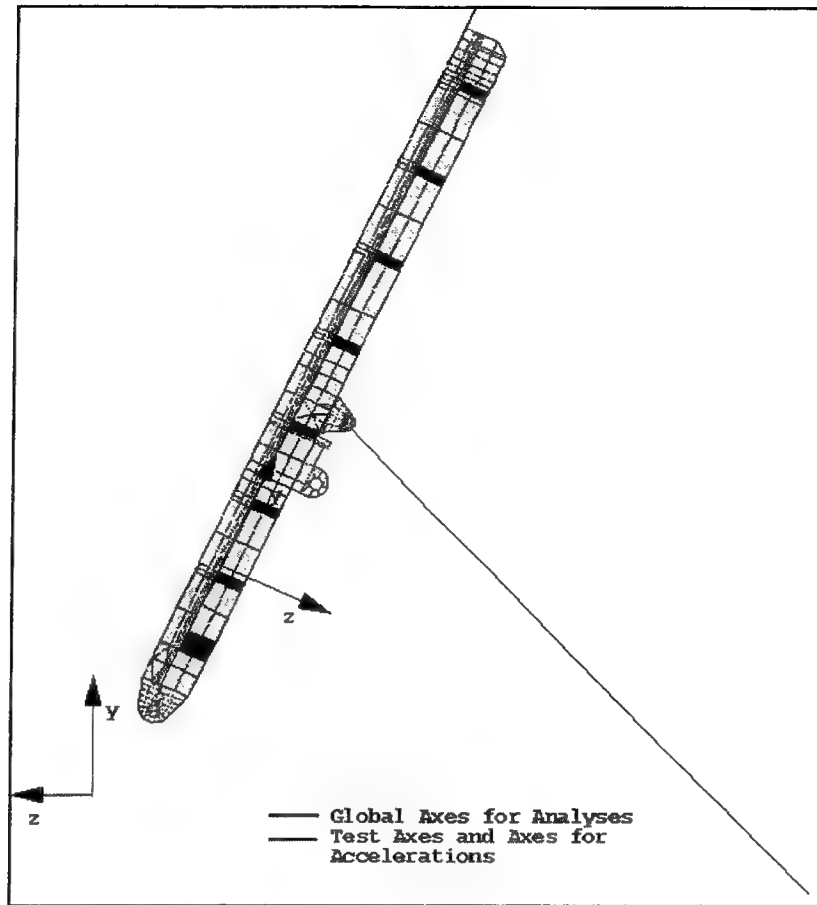 z
y
z
Global Axes for Analyses
Test Axes and Axes for
Accelerations